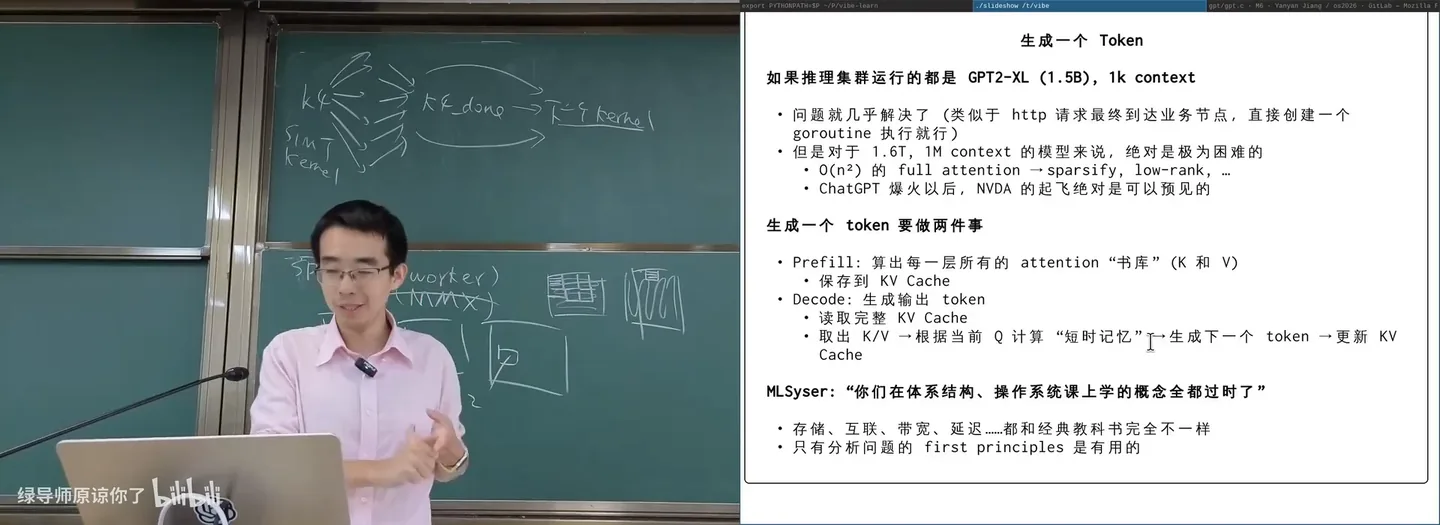 k4
SIMT
kernel
k4_done
下一个 kernel
(worker)
2
绿导师原谅你了 bilibili
export PYTHONPATH=$P ~/P/vibe-learn
./slideshow /t/vibe
gpt/gpt.c · M6 · Yanyan Jiang / os2026 · GitLab — Mozilla F
生成一个 Token
如果推理集群运行的都是 GPT2-XL (1.5B), 1k context
• 问题就几乎解决了 (类似于 http 请求最终到达业务节点，直接创建一个
goroutine 执行就行)
• 但是对于 1.6T, 1M context 的模型来说，绝对是极为困难的
• O(n²) 的 full attention →sparsify, low-rank, …
• ChatGPT 爆火以后，NVDA 的起飞绝对是可以预见的
生成一个 token 要做两件事
• Prefill: 算出每一层所有的 attention “书库” (K 和 V)
• 保存到 KV Cache
• Decode: 生成输出 token
• 读取完整 KV Cache
• 取出 K/V →根据当前 Q 计算 “短时记忆” →生成下一个 token →更新 KV
Cache
MLSyser: “你们在体系结构、操作系统课上学的概念全都过时了”
• 存储、互联、带宽、延迟……都和经典教科书完全不一样
• 只有分析问题的 first principles 是有用的